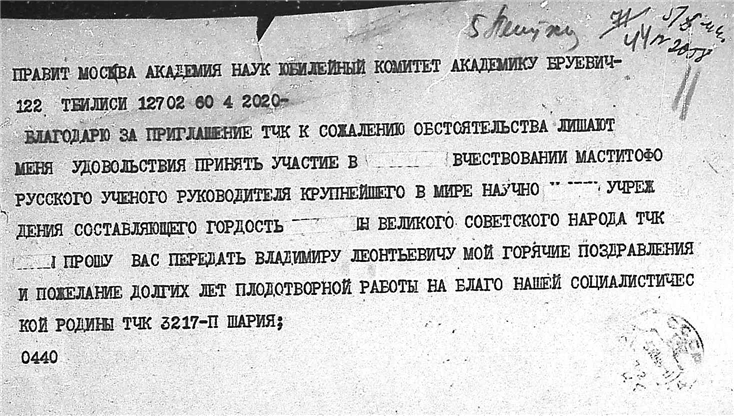 ПРАВИТ МОСКВА АКАДЕМИЯ НАУК ЮБИЛЕЙНЫЙ КОМИТЕТ АКАДЕМИКУ БРУЕВИЧ-
122 ТБИЛИСИ 12702 60 4 2020-
БЛАГОДАРЮ ЗА ПРИГЛАШЕНИЕ ТЧК К СОЖАЛЕНИЮ ОБСТОЯТЕЛЬСТВА ЛИШАЮТ
МЕНЯ УДОВОЛЬСТВИЯ ПРИНЯТЬ УЧАСТИЕ В ВЧЕСТВОВАНИИ МАСТИТОФО
РУССКОГО УЧЕНОГО РУКОВОДИТЕЛЯ КРУПНЕЙШЕГО В МИРЕ НАУЧНО УЧРЕЖ
ДЕНИЯ СОСТАВЛЯЮЩЕГО ГОРДОСТЬ ВЕЛИКОГО СОВЕТСКОГО НАРОДА ТЧК
ПРОШУ ВАС ПЕРЕДАТЬ ВЛАДИМИРУ ЛЕОНТЬЕВИЧУ МОЙ ГОРЯЧИЕ ПОЗДРАВЛЕНИЯ
И ПОЖЕЛАНИЕ ДОЛГИХ ЛЕТ ПЛОДОТВОРНОЙ РАБОТЫ НА БЛАГО НАШЕЙ СОЦИАЛИСТИЧЕС
КОЙ РОДИНЫ ТЧК 3217-П ШАРИЯ;
0440